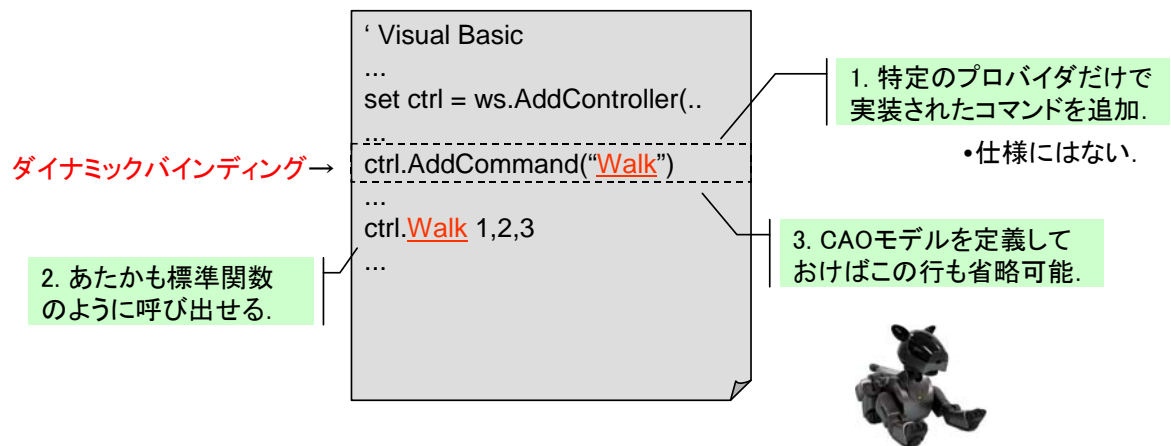 ‘ Visual Basic
...
set ctrl = ws.AddController(..
...
ダイナミックバインディング→
ctrl.AddCommand(“Walk”)
...
ctrl.Walk 1,2,3
...
1. 特定のプロバイダだけで
実装されたコマンドを追加.
•仕様にはない.
2. あたかも標準関数
のように呼び出せる.
3. CAOモデルを定義して
おけばこの行も省略可能.